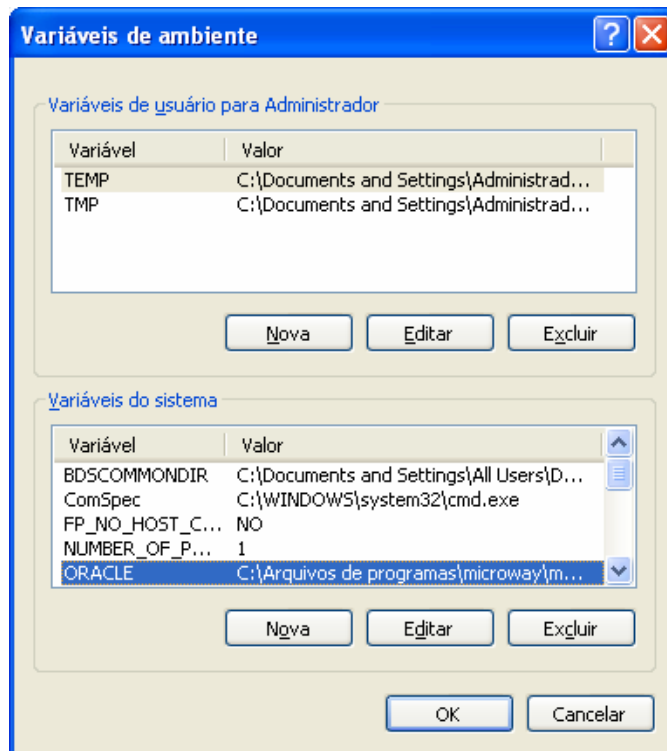 Variáveis de ambiente
Variáveis de usuário para Administrador
Variável Valor
TEMP C:\Documents and Settings\Administrad...
TMP C:\Documents and Settings\Administrad...
Nova Editar Excluir
Variáveis do sistema
Variável Valor
BDSCOMMONDIR C:\Documents and Settings\All Users\D...
ComSpec C:\WINDOWS\system32\cmd.exe
FP_NO_HOST_C... NO
NUMBER_OF_P... 1
ORACLE C:\Arquivos de programas\microway\m...
Nova Editar Excluir
OK Cancelar